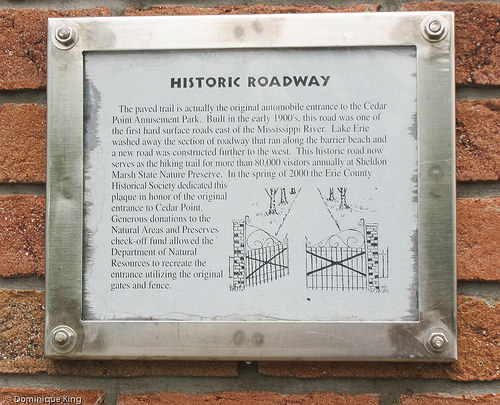 HISTORIC ROADWAY
The paved trail is actually the original automobile entrance to the Cedar
Point Amusement Park. Built in the early 1900's, this road was one of
the first hard surface roads east of the Mississippi River. Lake Erie
washed away the section of roadway that ran along the barrier beach and
a new road was constructed further to the west. This historic road now
serves as the hiking trail for more than 80,000 visitors annually at Sheldon
Marsh State Nature Preserve. In the spring of 2000 the Erie County
Historical Society dedicated this
plaque in honor of the original
entrance to Cedar Point.
Generous donations to the
Natural Areas and Preserves
check-off fund allowed the
Department of Natural
Resources to recreate the
entrance utilizing the original
gates and fence.
© Dominique King